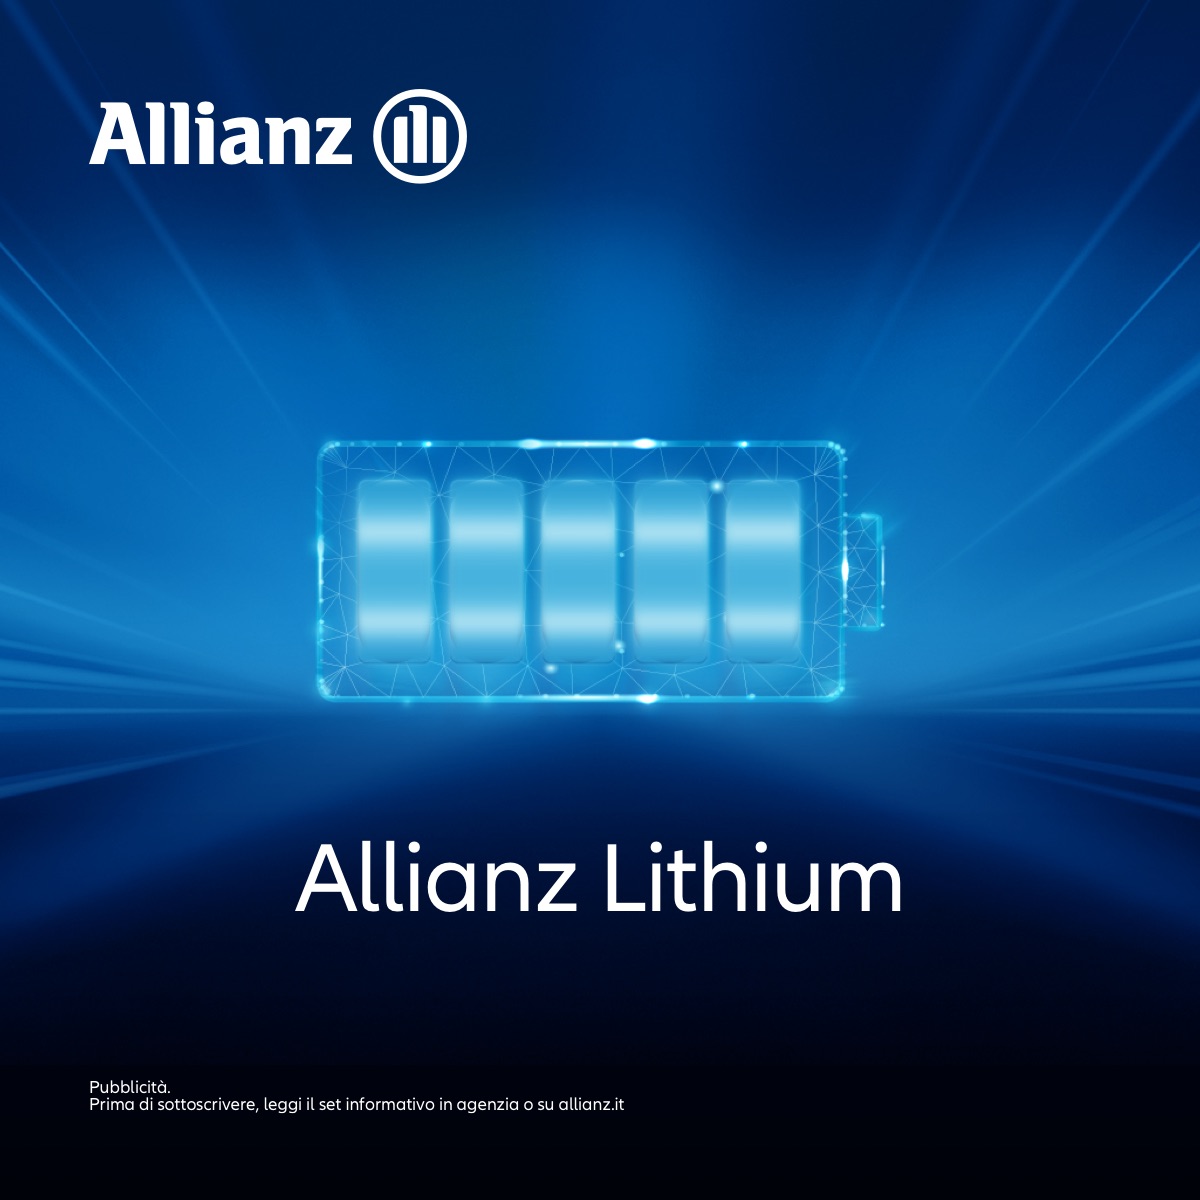 Allianz
Allianz Lithium
Pubblicità.
Prima di sottoscrivere, leggi il set informativo in agenzia o su allianz.it